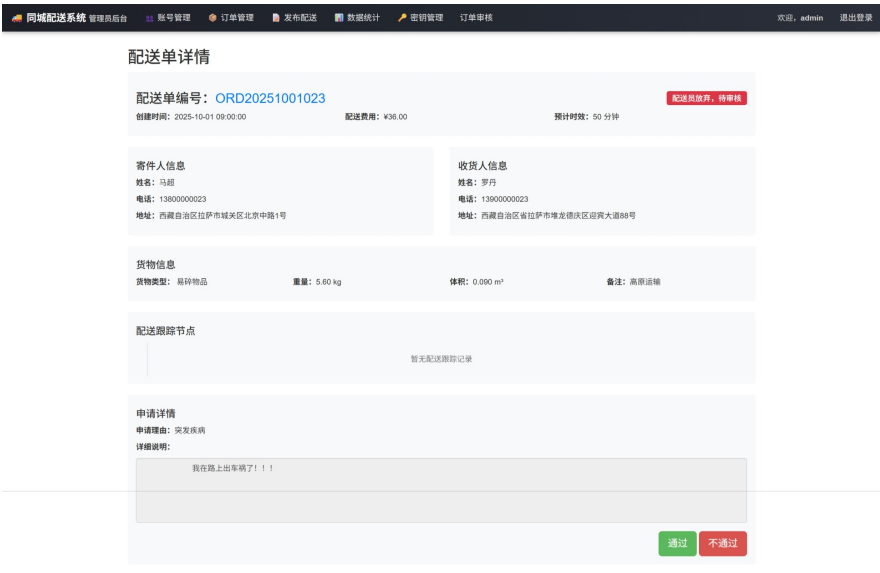 同城配送系统 管理员后台 账号管理 订单管理 发布配送 数据统计 密钥管理 订单审核 欢迎，admin 退出登录
配送单详情
配送单编号：ORD20251001023 配送员放弃，待审核
创建时间：2025-10-01 09:00:00 配送费用：¥36.00 预计时效：50 分钟
寄件人信息
姓名：马超
电话：13800000023
地址：西藏自治区拉萨市城关区北京中路1号
收货人信息
姓名：罗丹
电话：13900000023
地址：西藏自治区省拉萨市堆龙德庆区迎宾大道88号
货物信息
货物类型：易碎物品 重量：5.60 kg 体积：0.090 m³ 备注：高原运输
配送跟踪节点
暂无配送跟踪记录
申请详情
申请理由：突发疾病
详细说明：
我在路上出车祸了！！！
通过 不通过